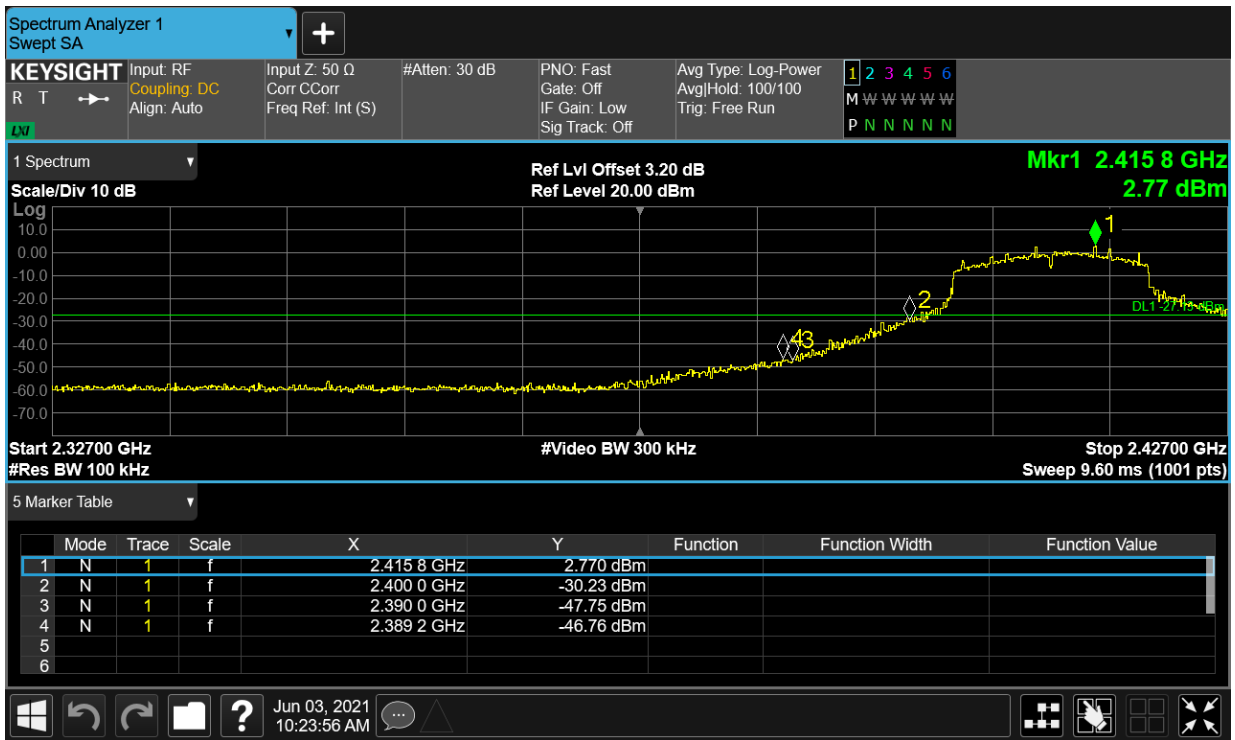 Spectrum Analyzer 1
Swept SA
KEYSIGHT
R T
LXI
Input: RF
Coupling: DC
Align: Auto
Input Z: 50 Ω
Corr CCorr
Freq Ref: Int (S)
#Atten: 30 dB
PNO: Fast
Gate: Off
IF Gain: Low
Sig Track: Off
Avg Type: Log-Power
Avg|Hold: 100/100
Trig: Free Run
1 2 3 4 5 6
M W W W W W
P N N N N N
1 Spectrum
Scale/Div 10 dB
Ref Lvl Offset 3.20 dB
Ref Level 20.00 dBm
Mkr1 2.415 8 GHz
2.77 dBm
Log
10.0
0.00
-10.0
-20.0
-30.0
-40.0
-50.0
-60.0
-70.0
1
2
43
Start 2.32700 GHz
#Res BW 100 kHz
#Video BW 300 kHz
Stop 2.42700 GHz
Sweep 9.60 ms (1001 pts)
5 Marker Table
Mode Trace Scale X Y Function Function Width Function Value
1 N 1 f 2.415 8 GHz 2.770 dBm
2 N 1 f 2.400 0 GHz -30.23 dBm
3 N 1 f 2.390 0 GHz -47.75 dBm
4 N 1 f 2.389 2 GHz -46.76 dBm
5
6
?
Jun 03, 2021
10:23:56 AM